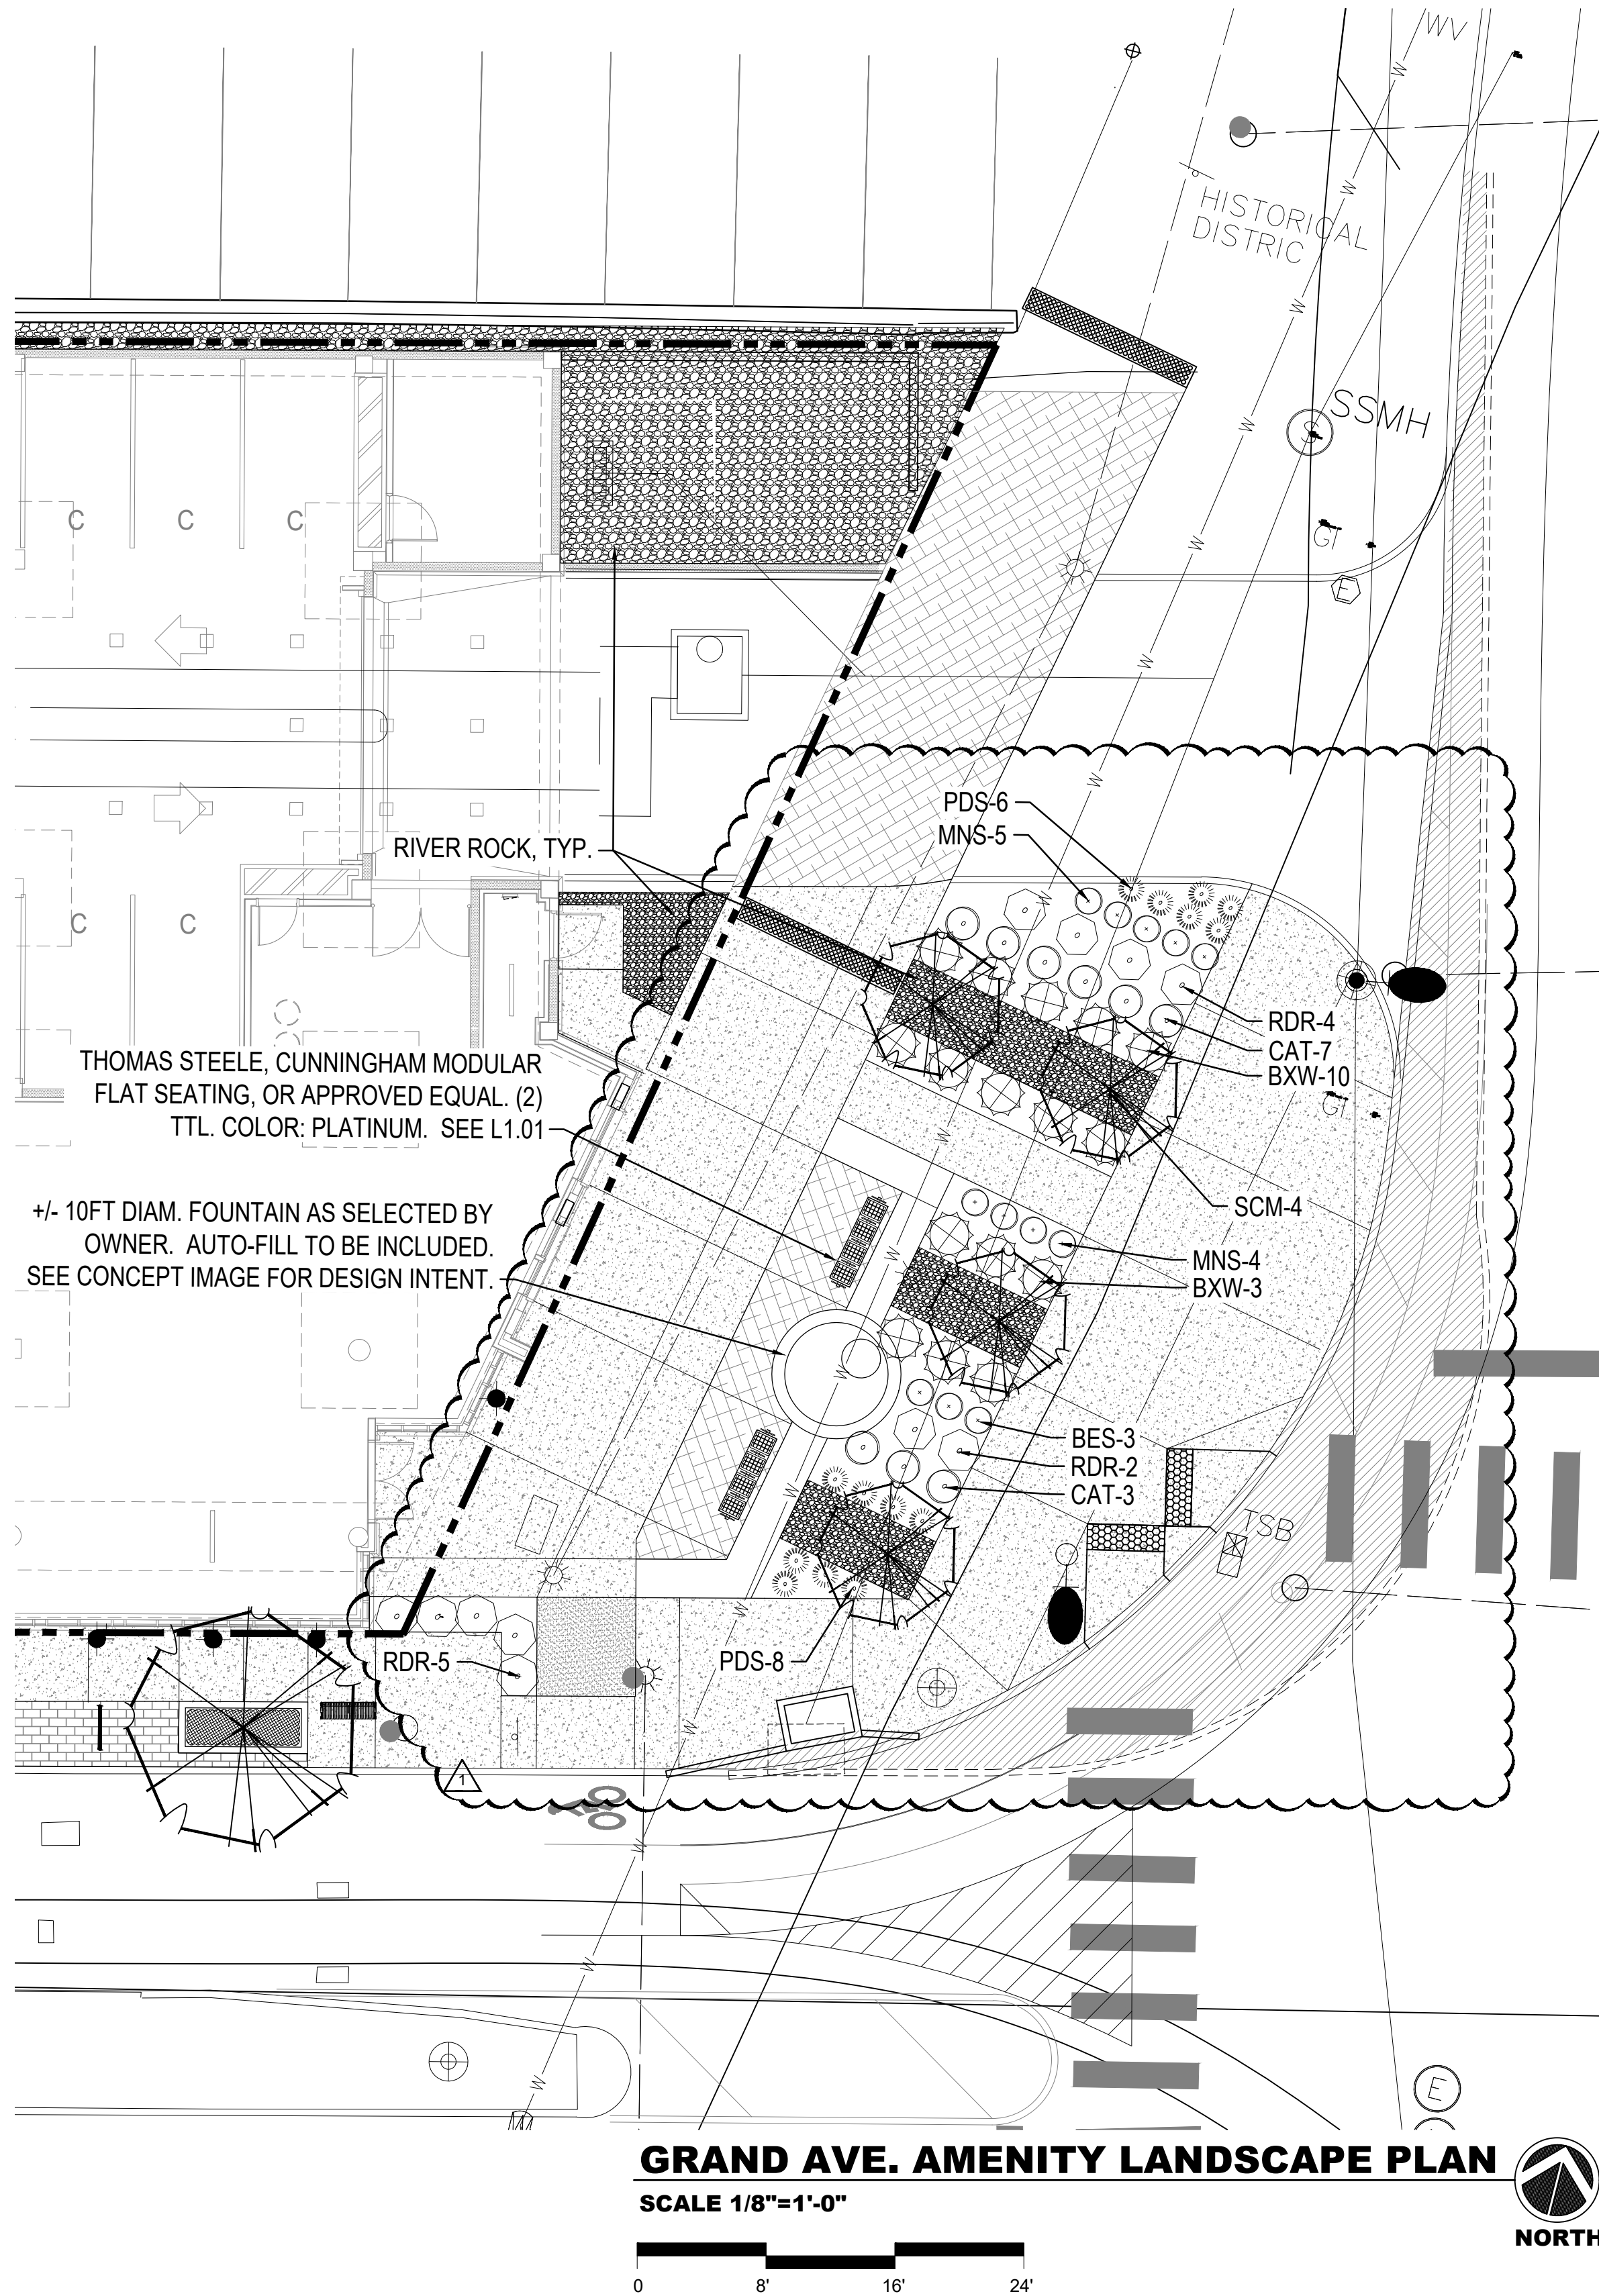 WV
HISTORICAL
DISTRIC
W
W
W
W
W
S
SSMH
GT
E
C
C
C
W
W
PDS-6
MNS-5
RIVER ROCK, TYP.
W
C
C
RDR-4
CAT-7
BXW-10
GT
THOMAS STEELE, CUNNINGHAM MODULAR
FLAT SEATING, OR APPROVED EQUAL. (2)
TTL. COLOR: PLATINUM.  SEE L1.01
W
SCM-4
+/- 10FT DIAM. FOUNTAIN AS SELECTED BY
OWNER.  AUTO-FILL TO BE INCLUDED.
SEE CONCEPT IMAGE FOR DESIGN INTENT.
W
MNS-4
BXW-3
W
BES-3
RDR-2
CAT-3
W
TSB
W
RDR-5
PDS-8
W
1
W
W
W
E
GRAND AVE. AMENITY LANDSCAPE PLAN
SCALE 1/8"=1'-0"
NORTH
0 8' 16' 24'